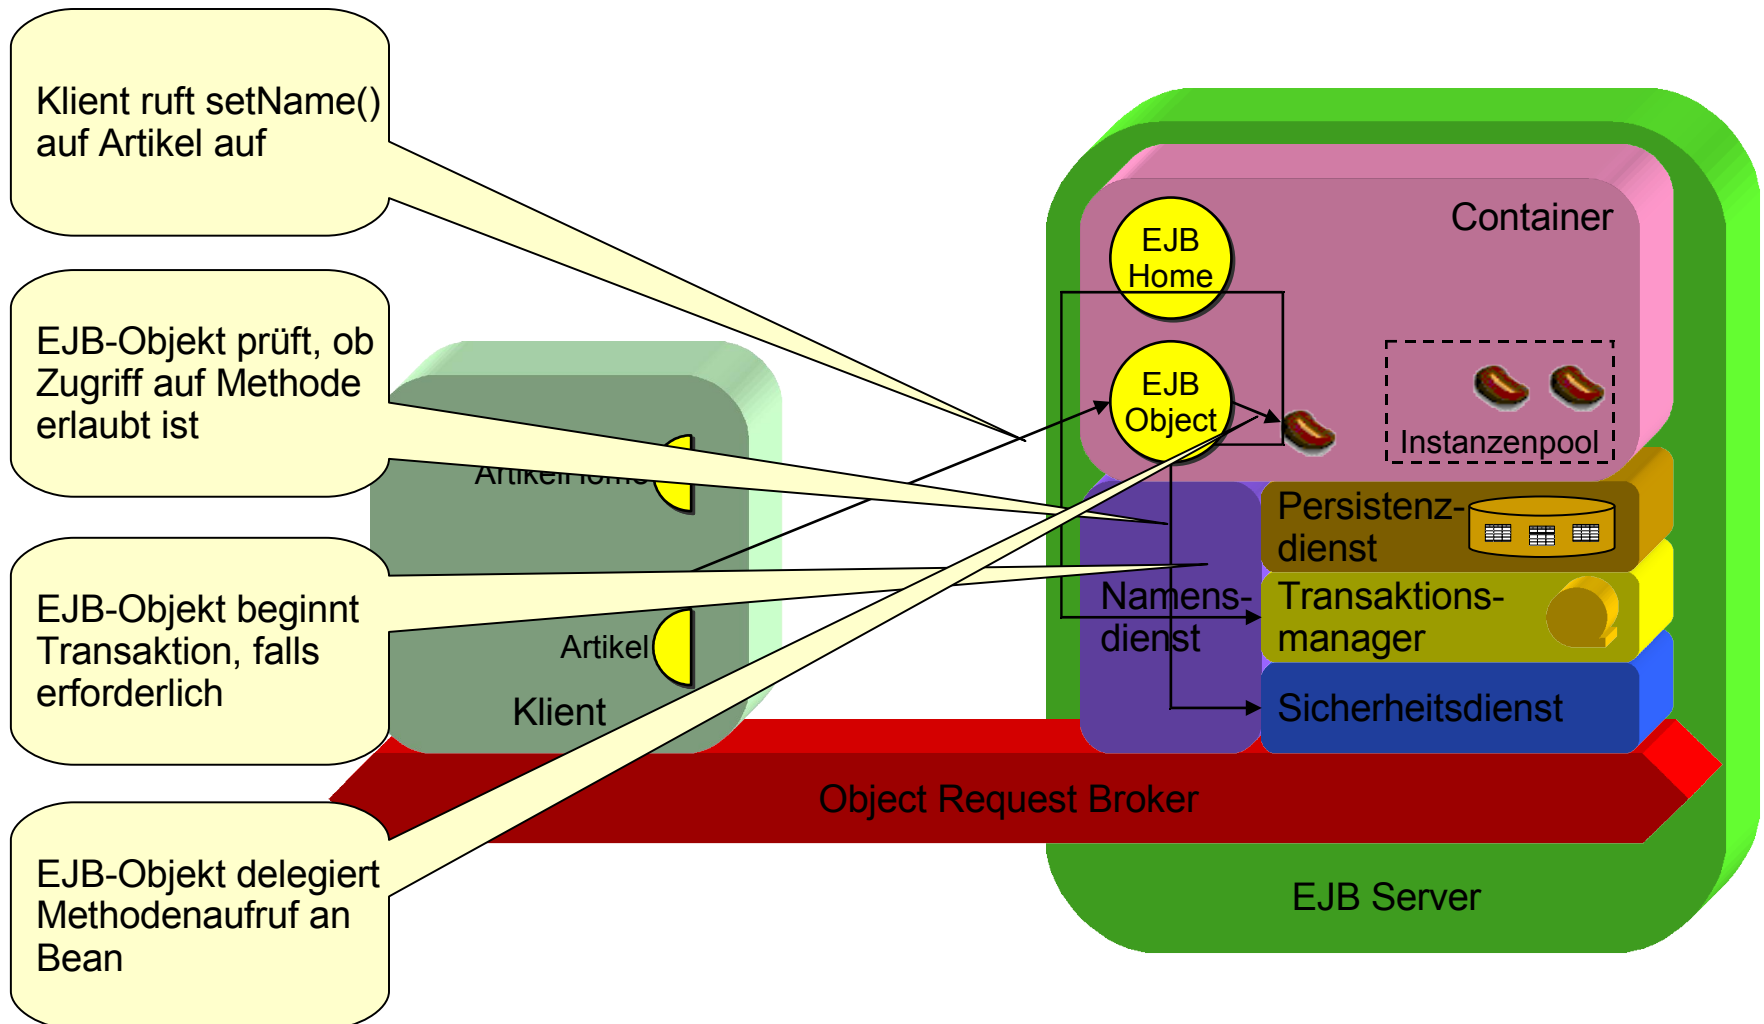 Klient ruft setName()
auf Artikel auf
EJB-Objekt prüft, ob
Zugriff auf Methode
erlaubt ist
EJB-Objekt beginnt
Transaktion, falls
erforderlich
EJB-Objekt delegiert
Methodenaufruf an
Bean
ArtikelHome
Artikel
Klient
EJB
Home
Container
EJB
Object
Instanzenpool
Persistenz-
dienst
Namens-
dienst
Transaktions-
manager
Sicherheitsdienst
Object Request Broker
EJB Server